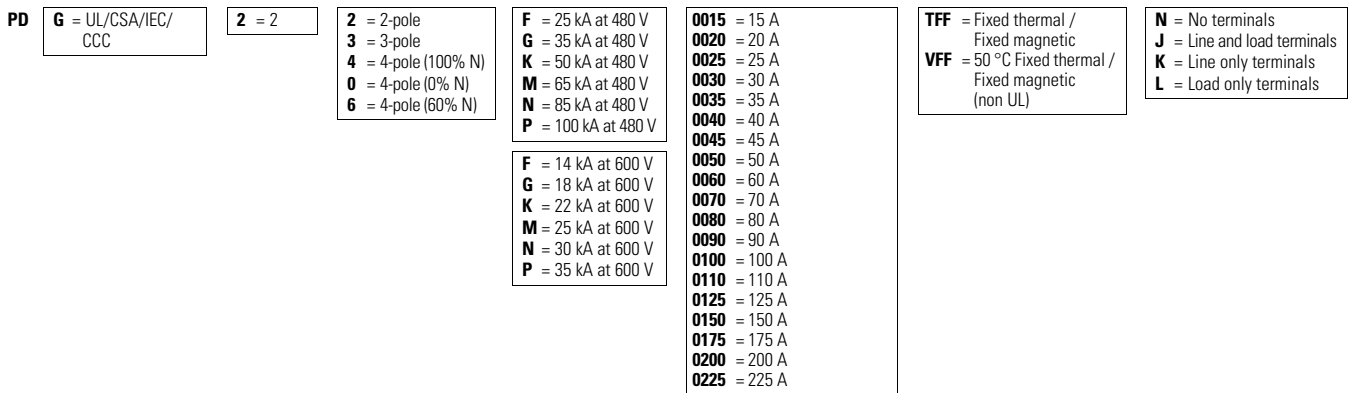 PD
G = UL/CSA/IEC/
CCC
2 = 2
2 = 2-pole
3 = 3-pole
4 = 4-pole (100% N)
0 = 4-pole (0% N)
6 = 4-pole (60% N)
F = 25 kA at 480 V
G = 35 kA at 480 V
K = 50 kA at 480 V
M = 65 kA at 480 V
N = 85 kA at 480 V
P = 100 kA at 480 V
F = 14 kA at 600 V
G = 18 kA at 600 V
K = 22 kA at 600 V
M = 25 kA at 600 V
N = 30 kA at 600 V
P = 35 kA at 600 V
0015 = 15 A
0020 = 20 A
0025 = 25 A
0030 = 30 A
0035 = 35 A
0040 = 40 A
0045 = 45 A
0050 = 50 A
0060 = 60 A
0070 = 70 A
0080 = 80 A
0090 = 90 A
0100 = 100 A
0110 = 110 A
0125 = 125 A
0150 = 150 A
0175 = 175 A
0200 = 200 A
0225 = 225 A
TFF = Fixed thermal /
Fixed magnetic
VFF = 50 °C Fixed thermal /
Fixed magnetic
(non UL)
N = No terminals
J = Line and load terminals
K = Line only terminals
L = Load only terminals